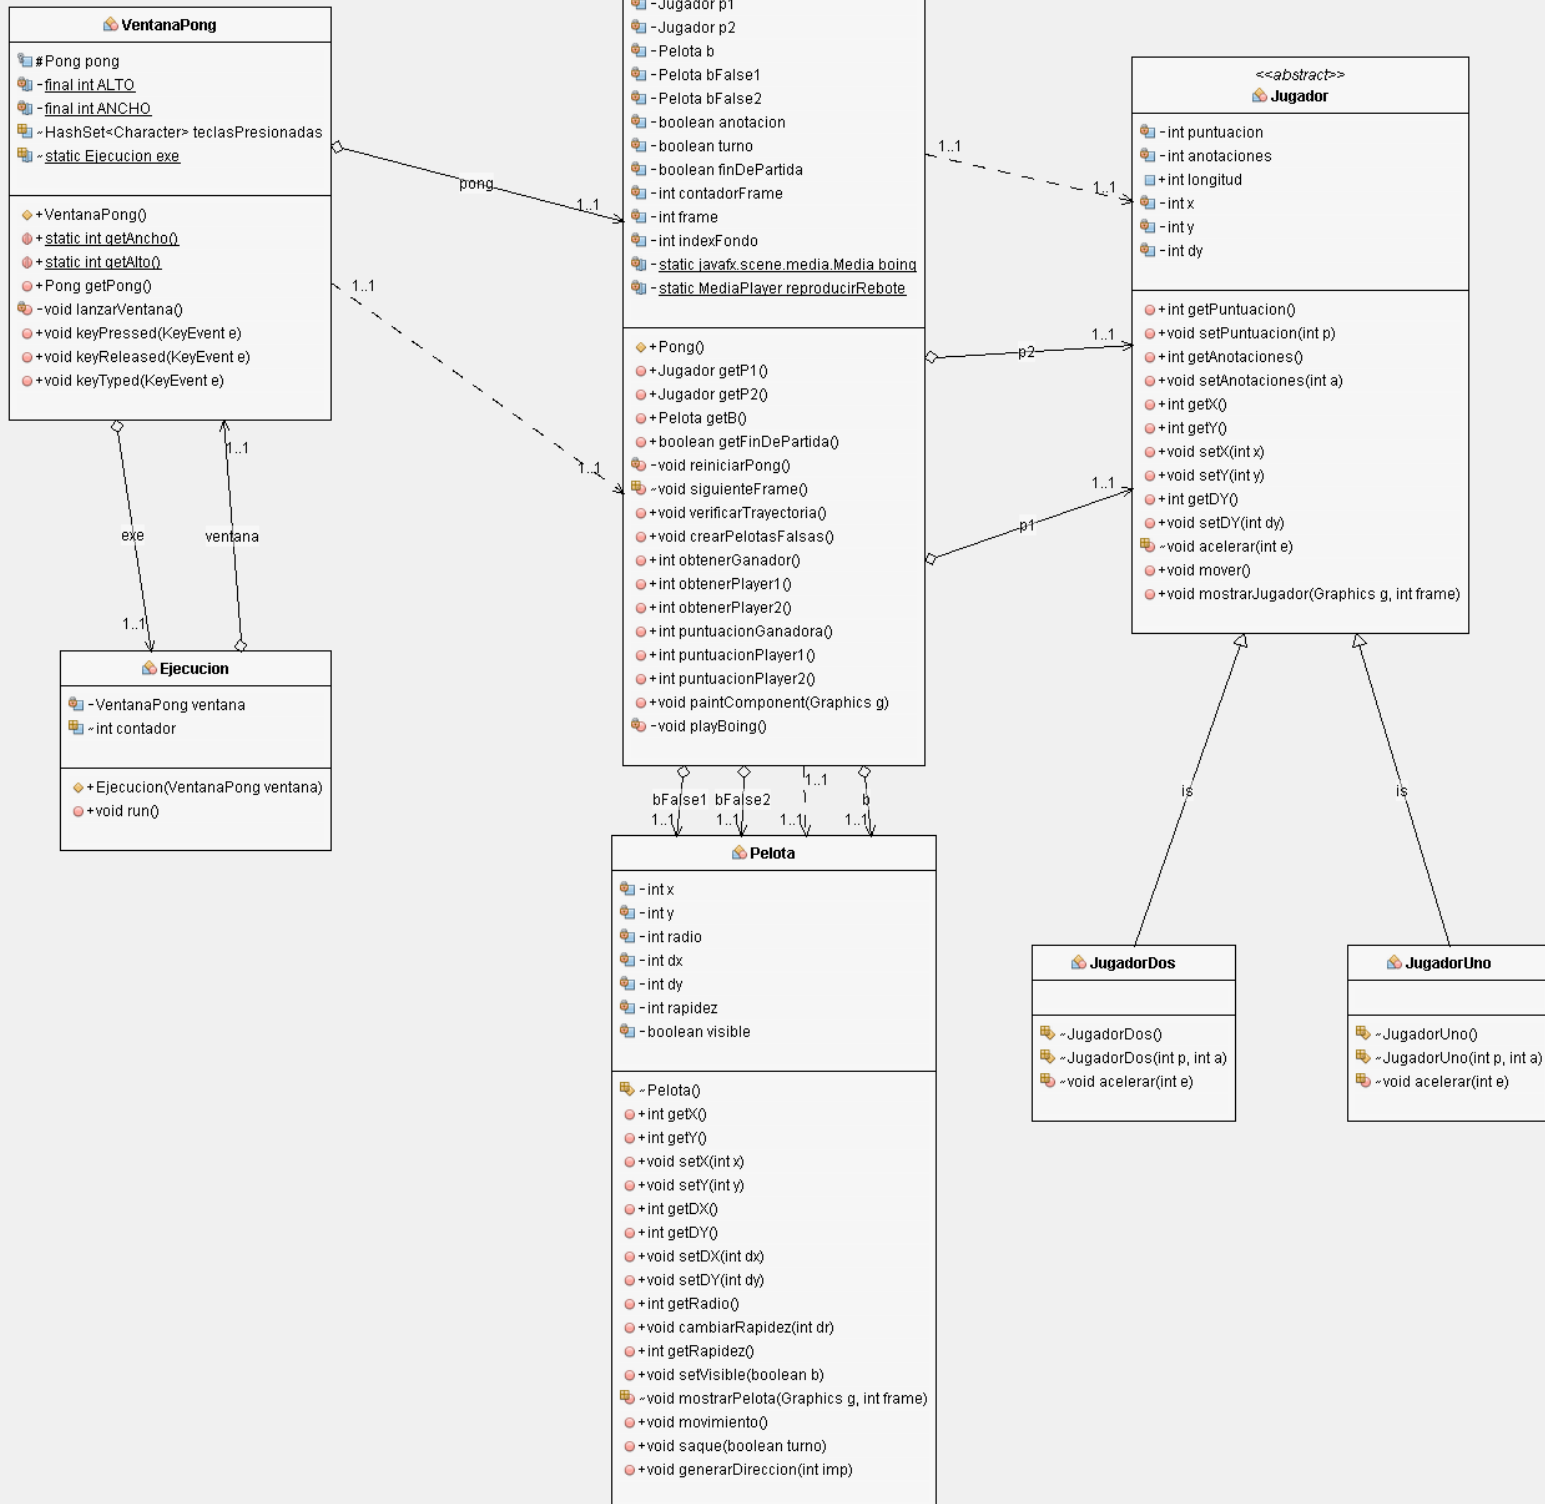 VentanaPong
#Pong pong
-final int ALTO
-final int ANCHO
~HashSet<Character> teclasPresionadas
~static Ejecucion exe
+VentanaPong()
+static int getAncho()
+static int getAlto()
+Pong getPong()
-void lanzarVentana()
+void keyPressed(KeyEvent e)
+void keyReleased(KeyEvent e)
+void keyTyped(KeyEvent e)
pong
1..1
1..1
1..1
exe
1..1
ventana
1..1
Ejecucion
-VentanaPong ventana
~int contador
+Ejecucion(VentanaPong ventana)
+void run()
-Jugador p1
-Jugador p2
-Pelota b
-Pelota bFalse1
-Pelota bFalse2
-boolean anotacion
-boolean turno
-boolean finDePartida
-int contadorFrame
-int frame
-int indexFondo
-static javafx.scene.media.Media boing
-static MediaPlayer reproducirRebote
+Pong()
+Jugador getP1()
+Jugador getP2()
+Pelota getB()
+boolean getFinDePartida()
-void reiniciarPong()
~void siguienteFrame()
+void verificarTrayectoria()
+void crearPelotasFalsas()
+int obtenerGanador()
+int obtenerPlayer1()
+int obtenerPlayer2()
+int puntuacionGanadora()
+int puntuacionPlayer1()
+int puntuacionPlayer2()
+void paintComponent(Graphics g)
-void playBoing()
1..1
1..1
p2
1..1
p1
1..1
<<abstract>>
Jugador
-int puntuacion
-int anotaciones
+int longitud
-int x
-int y
-int dy
+int getPuntuacion()
+void setPuntuacion(int p)
+int getAnotaciones()
+void setAnotaciones(int a)
+int getX()
+int getY()
+void setX(int x)
+void setY(int y)
+int getDY()
+void setDY(int dy)
~void acelerar(int e)
+void mover()
+void mostrarJugador(Graphics g, int frame)
is
is
1..1
bFalse1 bFalse2 b
1..1 1..1 1..1 1..1
Pelota
-int x
-int y
-int radio
-int dx
-int dy
-int rapidez
-boolean visible
~Pelota()
+int getX()
+int getY()
+void setX(int x)
+void setY(int y)
+int getDX()
+int getDY()
+void setDX(int dx)
+void setDY(int dy)
+int getRadio()
+void cambiarRapidez(int dr)
+int getRapidez()
+void setVisible(boolean b)
~void mostrarPelota(Graphics g, int frame)
+void movimiento()
+void saque(boolean turno)
+void generarDireccion(int imp)
JugadorDos
~JugadorDos()
~JugadorDos(int p, int a)
~void acelerar(int e)
JugadorUno
~JugadorUno()
~JugadorUno(int p, int a)
~void acelerar(int e)